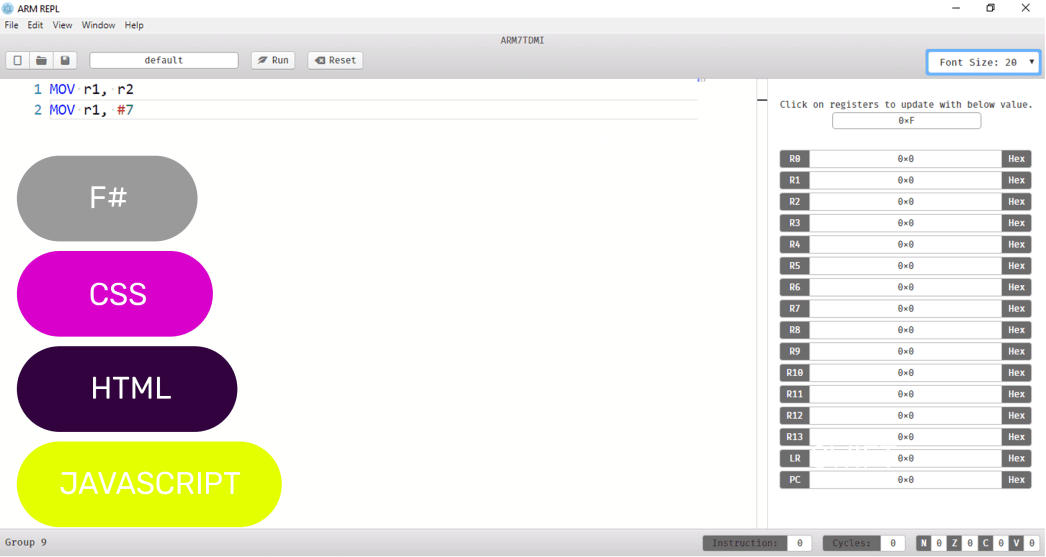 ARM REPL
File Edit View Window Help
ARM7TDMI
default Run Reset Font Size: 20
1 MOV r1, r2
2 MOV r1, #7
Click on registers to update with below value.
0×F
R0 0×0 Hex
R1 0×0 Hex
R2 0×0 Hex
R3 0×0 Hex
R4 0×0 Hex
R5 0×0 Hex
R6 0×0 Hex
R7 0×0 Hex
R8 0×0 Hex
R9 0×0 Hex
R10 0×0 Hex
R11 0×0 Hex
R12 0×0 Hex
R13 0×0 Hex
LR 0×0 Hex
PC 0×0 Hex
F#
CSS
HTML
JAVASCRIPT
Group 9 Instruction: 0 Cycles: 0 N 0 Z 0 C 0 V 0